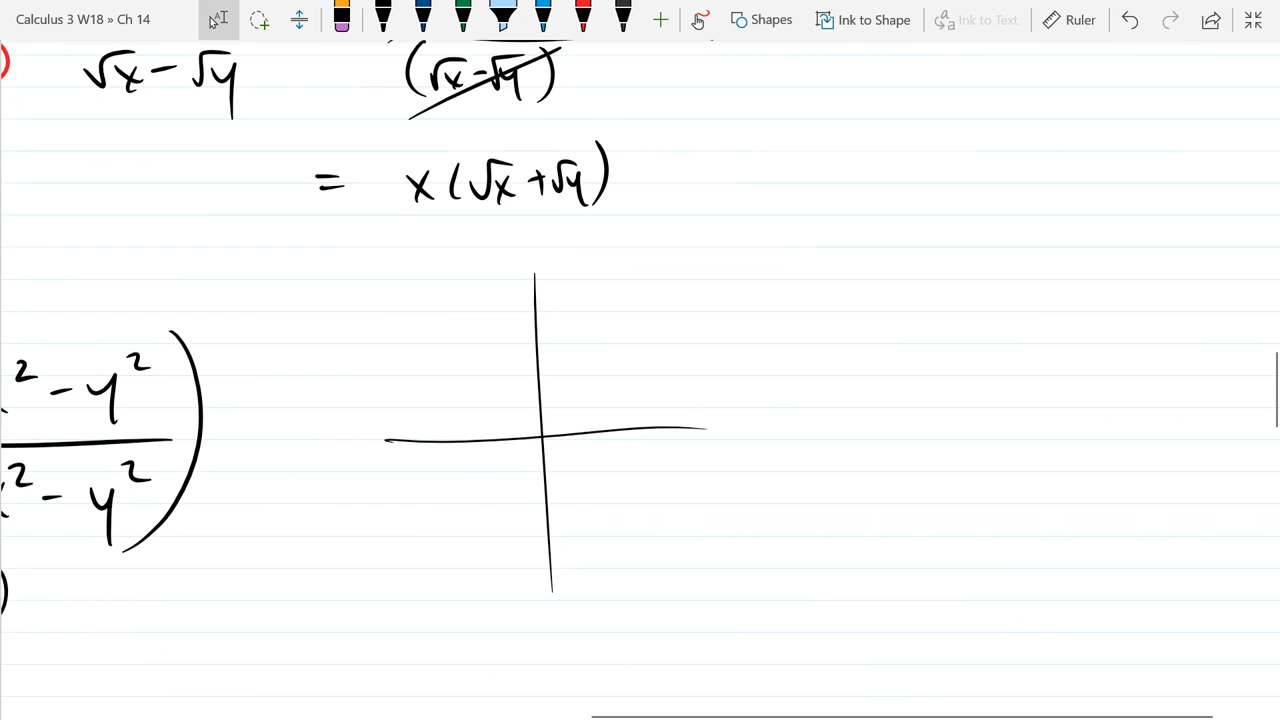 Calculus 3 W18 » Ch 14
Shapes
Ink to Shape
Ink to Text
Ruler
)
√x - √y
(√x - √y)
= x(√x + √y)
² - y²
² - y²
)
)